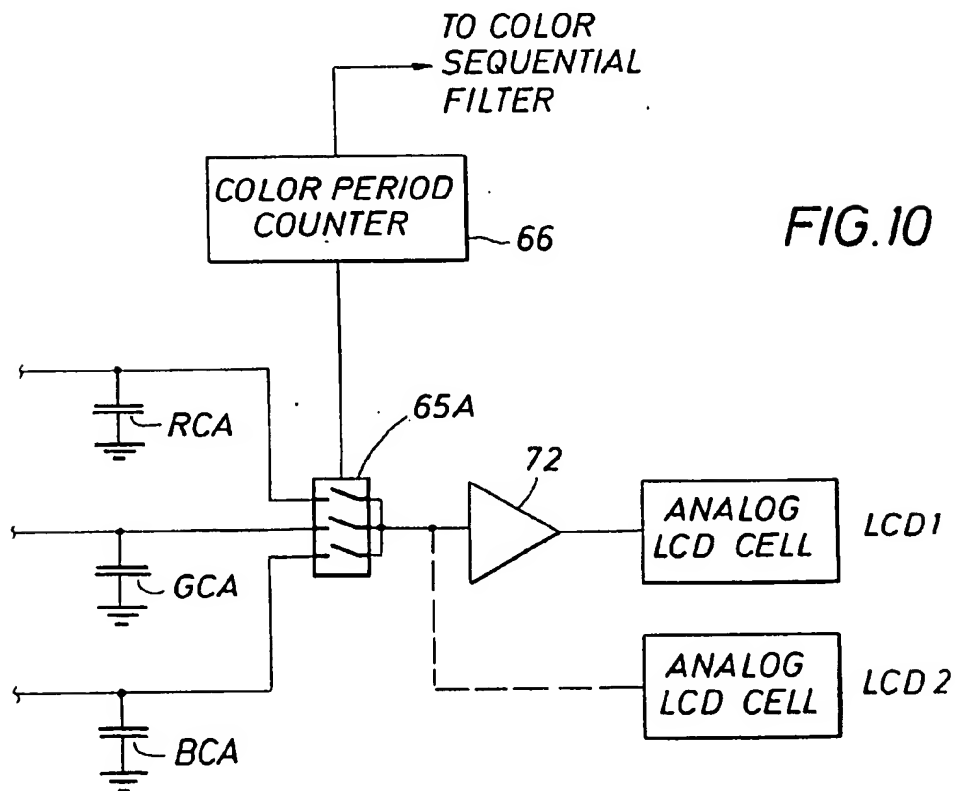 TO COLOR
SEQUENTIAL
FILTER
COLOR PERIOD
COUNTER
66
FIG.10
65A
RCA
72
ANALOG
LCD CELL
LCD1
GCA
ANALOG
LCD CELL
LCD2
BCA